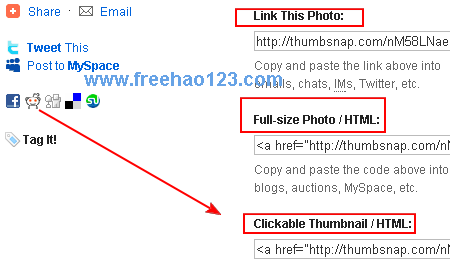 Share · Email
Tweet This
Post to MySpace
Tag It!
www.freehao123.com
Link This Photo:
http://thumbsnap.com/nM58LNae
Copy and paste the link above into
emails, chats, IMs, Twitter, etc.
Full-size Photo / HTML:
<a href="http://thumbsnap.com/n
Copy and paste the code above into
blogs, auctions, MySpace, etc.
Clickable Thumbnail / HTML:
<a href="http://thumbsnap.com/n